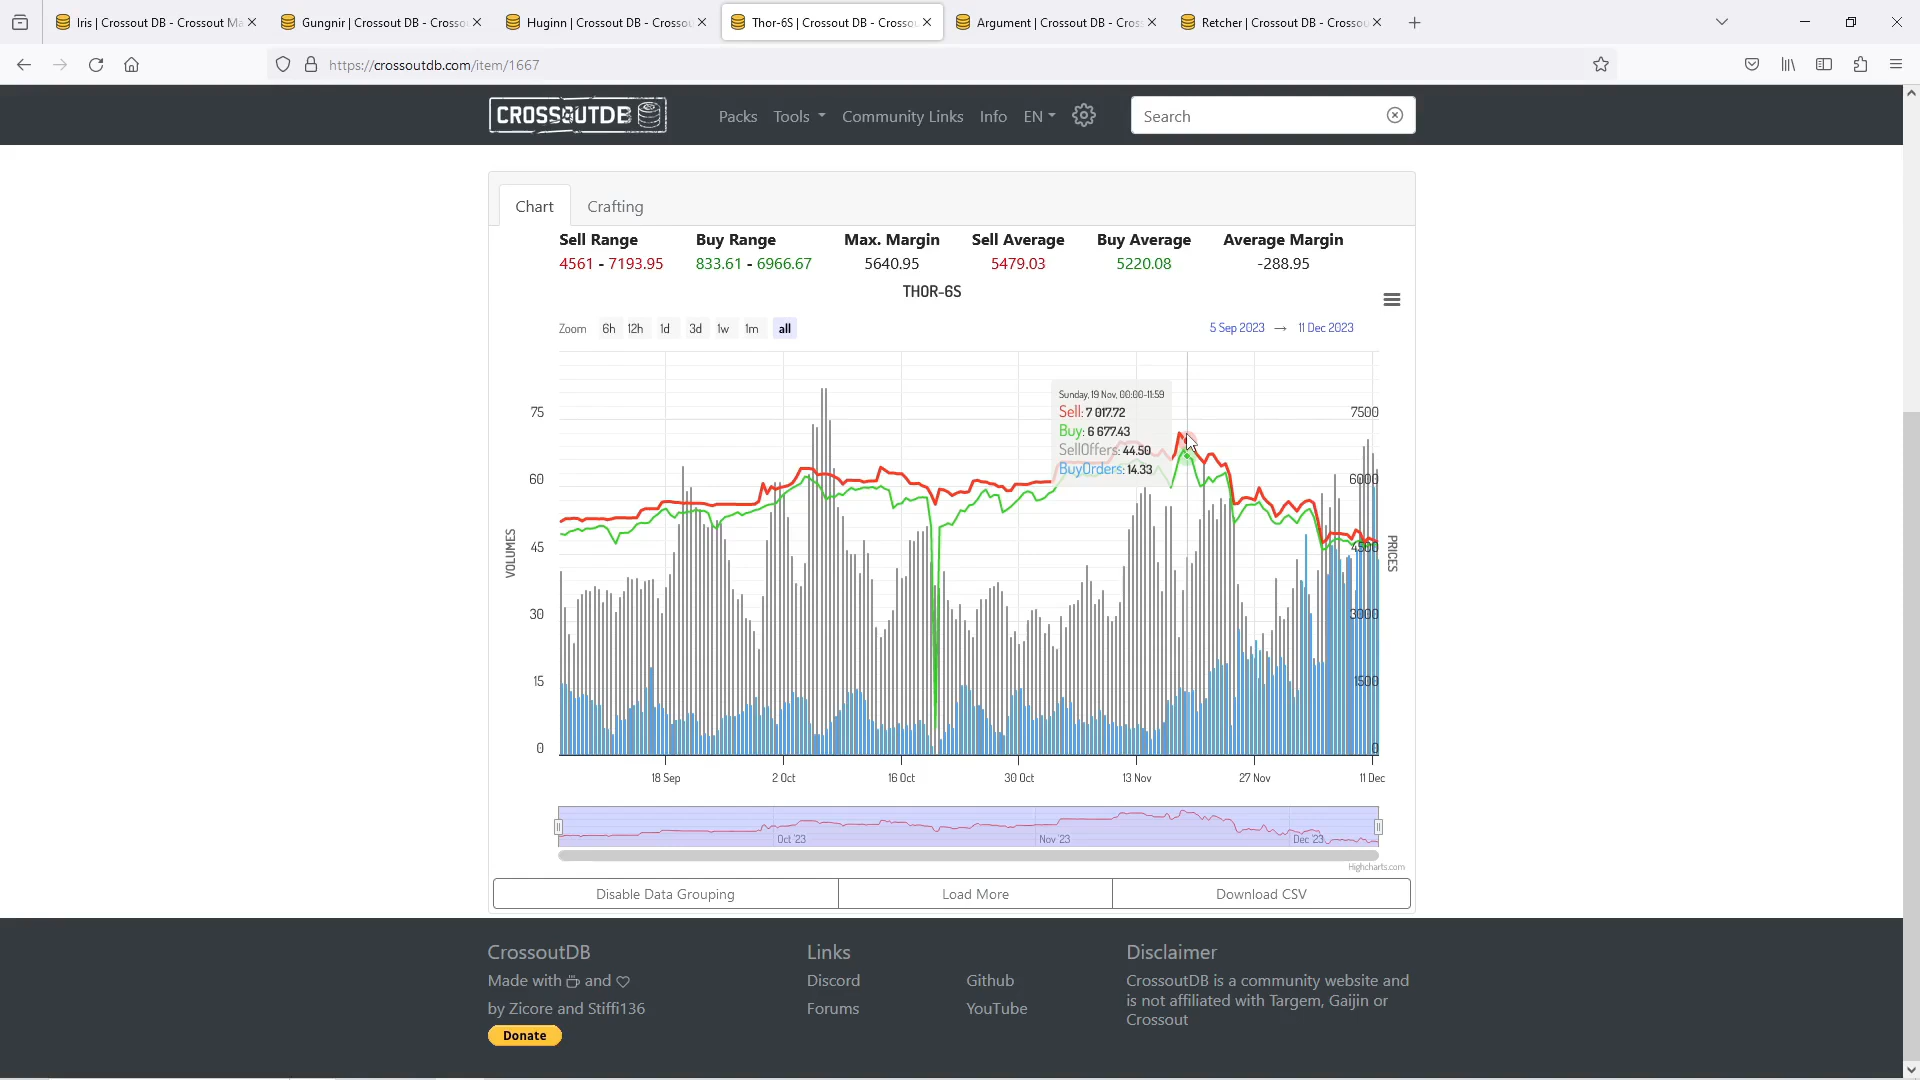 Iris | Crossout DB - Crossout Ma
Gungnir | Crossout DB - Crosso
Huginn | Crossout DB - Crossou
Thor-6S | Crossout DB - Crossou
Argument | Crossout DB - Cros
Retcher | Crossout DB - Crossou
https://crossoutdb.com/item/1667
CROSSOUTDB
Packs
Tools
Community Links
Info
EN
Search
Chart
Crafting
Sell Range
Buy Range
Max. Margin
Sell Average
Buy Average
Average Margin
4561 - 7193.95
833.61 - 6966.67
5640.95
5479.03
5220.08
-288.95
THOR-6S
Zoom
6h
12h
1d
3d
1w
1m
all
5 Sep 2023 → 11 Dec 2023
Sunday, 19 Nov, 00:00-11:59
Sell: 7 017.72
Buy: 6 677.43
SellOffers: 44.50
BuyOrders: 14.33
75
60
45
30
15
0
VOLUMES
7500
6000
4500
3000
1500
0
PRICES
18 Sep
2 Oct
16 Oct
30 Oct
13 Nov
27 Nov
11 Dec
Oct '23
Nov '23
Dec '23
Highcharts.com
Disable Data Grouping
Load More
Download CSV
CrossoutDB
Made with and
by Zicore and Stiffi136
Donate
Links
Discord
Github
Forums
YouTube
Disclaimer
CrossoutDB is a community website and
is not affiliated with Targem, Gaijin or
Crossout